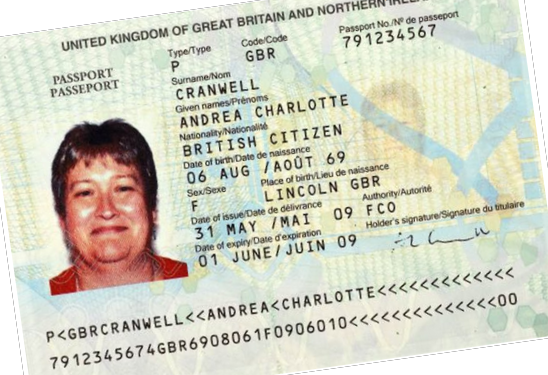 UNITED KINGDOM OF GREAT BRITAIN AND NORTHERN
PASSPORT
PASSEPORT
Type/Type
P
Code/Code
GBR
Passport No./Nº de passeport
791234567
Surname/Nom
CRANWELL
Given names/Prénoms
ANDREA CHARLOTTE
Nationality/Nationalité
BRITISH CITIZEN
Date of birth/Date de naissance
06 AUG /AOÛT 69
Sex/Sexe
F
Place of birth/Lieu de naissance
LINCOLN GBR
Date of issue/Date de délivrance
31 MAY /MAI 09
Authority/Autorité
FCO
Date of expiry/Date d'expiration
01 JUNE/JUIN 09
Holder's signature/Signature du titulaire
P<GBRCRANWELL<<ANDREA<CHARLOTTE<<<<<<<<<<<<<
7912345674GBR6908061F0906010<<<<<<<<<<<<<<00